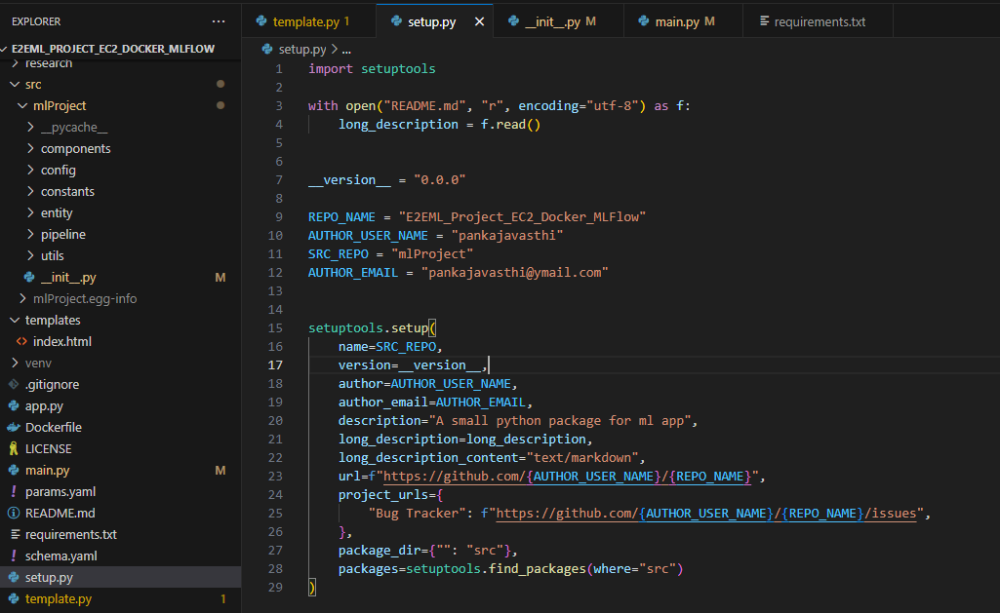 EXPLORER ...
E2EML_PROJECT_EC2_DOCKER_MLFLOW
research
src
mlProject
__pycache__
components
config
constants
entity
pipeline
utils
__init__.py M
mlProject.egg-info
templates
index.html
venv
.gitignore
app.py
Dockerfile
LICENSE
main.py M
params.yaml
README.md
requirements.txt
schema.yaml
setup.py
template.py 1
template.py 1 setup.py __init__.py M main.py M requirements.txt
setup.py > ...
1 import setuptools
2
3 with open("README.md", "r", encoding="utf-8") as f:
4     long_description = f.read()
5
6
7 __version__ = "0.0.0"
8
9 REPO_NAME = "E2EML_Project_EC2_Docker_MLFlow"
10 AUTHOR_USER_NAME = "pankajavasthi"
11 SRC_REPO = "mlProject"
12 AUTHOR_EMAIL = "pankajavasthi@ymail.com"
13
14
15 setuptools.setup(
16     name=SRC_REPO,
17     version=__version__,
18     author=AUTHOR_USER_NAME,
19     author_email=AUTHOR_EMAIL,
20     description="A small python package for ml app",
21     long_description=long_description,
22     long_description_content="text/markdown",
23     url=f"https://github.com/{AUTHOR_USER_NAME}/{REPO_NAME}",
24     project_urls={
25         "Bug Tracker": f"https://github.com/{AUTHOR_USER_NAME}/{REPO_NAME}/issues",
26     },
27     package_dir={"": "src"},
28     packages=setuptools.find_packages(where="src")
29 )